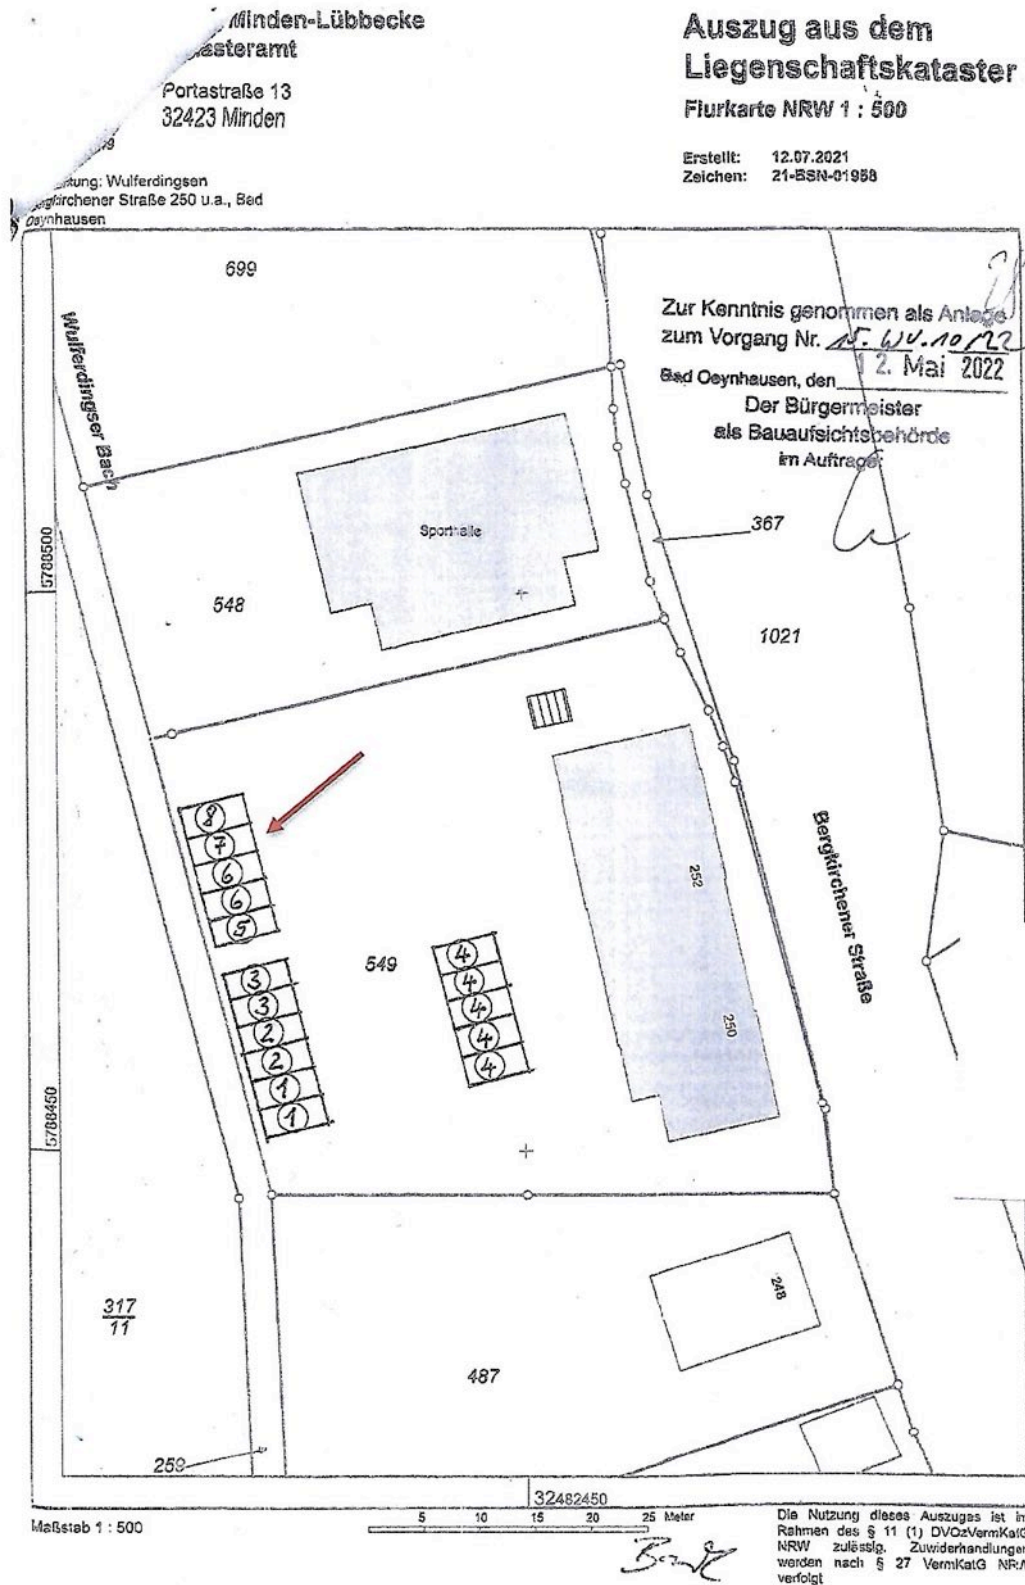 Minden-Lübbecke
Portastraße 13
32423 Minden
Auszug aus dem
Liegenschaftskataster
Flurkarte NRW 1 : 500
Erstellt: 12.07.2021
Zeichen: 21-BSN-01958
Wulferdingsen
Straße 250 u.a., Bad
Oeynhausen
699
Zur Kenntnis genommen als Anlage
zum Vorgang Nr. 15. WV. 10/22
Bad Oeynhausen, den 12. Mai 2022
Der Bürgermeister
als Bauaufsichtsbehörde
im Auftrage
Wulferdingser Bach
Sporthalle
367
5788500
548
1021
8
7
6
6
5
252
Bergkirchener Straße
549
3
3
2
2
1
1
4
4
4
4
4
250
5788450
248
317
11
487
259
32482450
Maßstab 1 : 500
5 10 15 20 25 Meter
Die Nutzung dieses Auszuges ist im
Rahmen des § 11 (1) DVOzVermKatG
NRW zulässig. Zuwiderhandlungen
werden nach § 27 VermKatG NRW
verfolgt